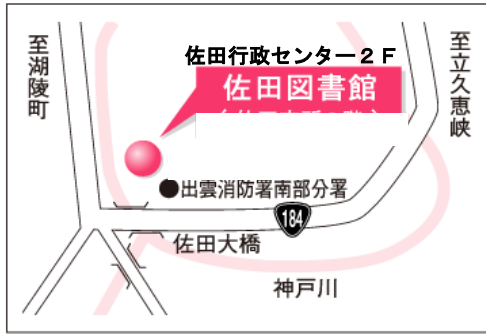 佐田行政センター２Ｆ
佐田図書館
至湖陵町
至立久恵峡
●出雲消防署南部分署
184
佐田大橋
神戸川